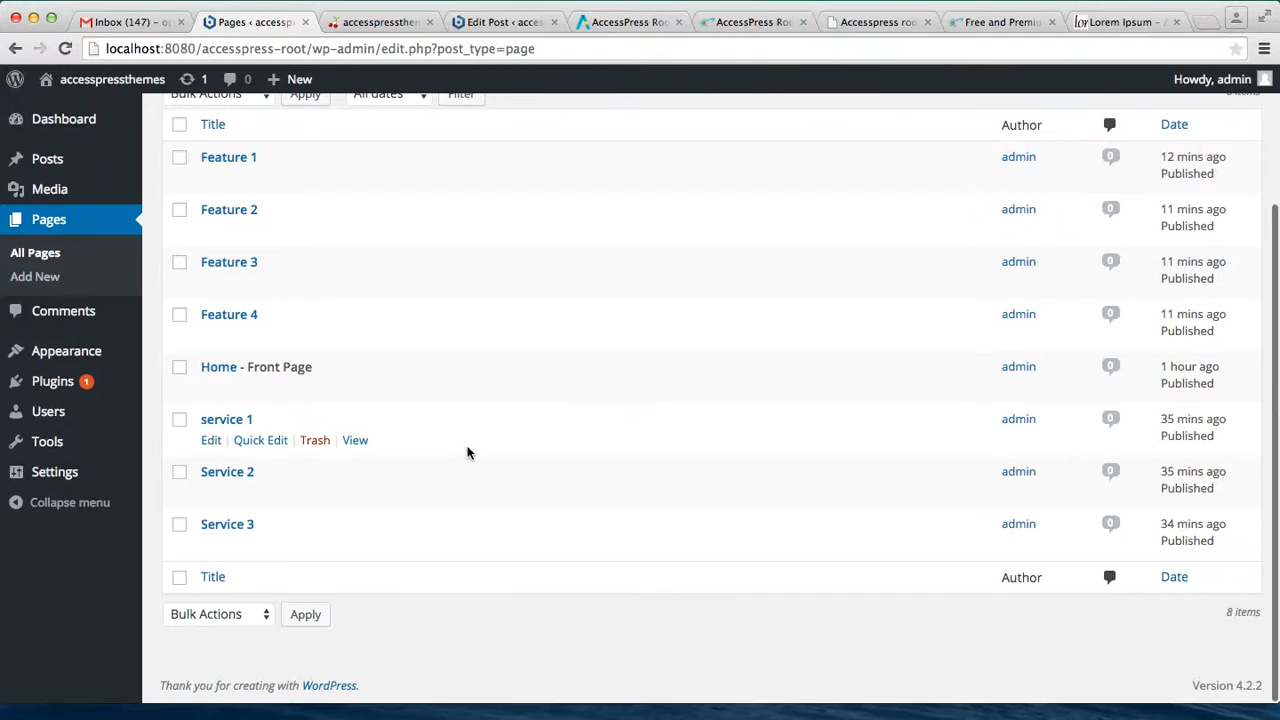 Inbox (147) – o
Pages ‹ accessp
accesspressthem
Edit Post ‹ acces
AccessPress Roo
AccessPress Ro
Accesspress roo
Free and Premiu
Lorem Ipsum – A
localhost:8080/accesspress-root/wp-admin/edit.php?post_type=page
accesspressthemes 1 0 New Howdy, admin
Bulk Actions Apply All dates Filter 8 items
Dashboard
Posts
Media
Pages
All Pages
Add New
Comments
Appearance
Plugins 1
Users
Tools
Settings
Collapse menu
Title Author Date
Feature 1 admin 0 12 mins ago
Published
Feature 2 admin 0 11 mins ago
Published
Feature 3 admin 0 11 mins ago
Published
Feature 4 admin 0 11 mins ago
Published
Home - Front Page admin 0 1 hour ago
Published
service 1 admin 0 35 mins ago
Edit | Quick Edit | Trash | View Published
Service 2 admin 0 35 mins ago
Published
Service 3 admin 0 34 mins ago
Published
Title Author Date
Bulk Actions Apply 8 items
Thank you for creating with WordPress. Version 4.2.2